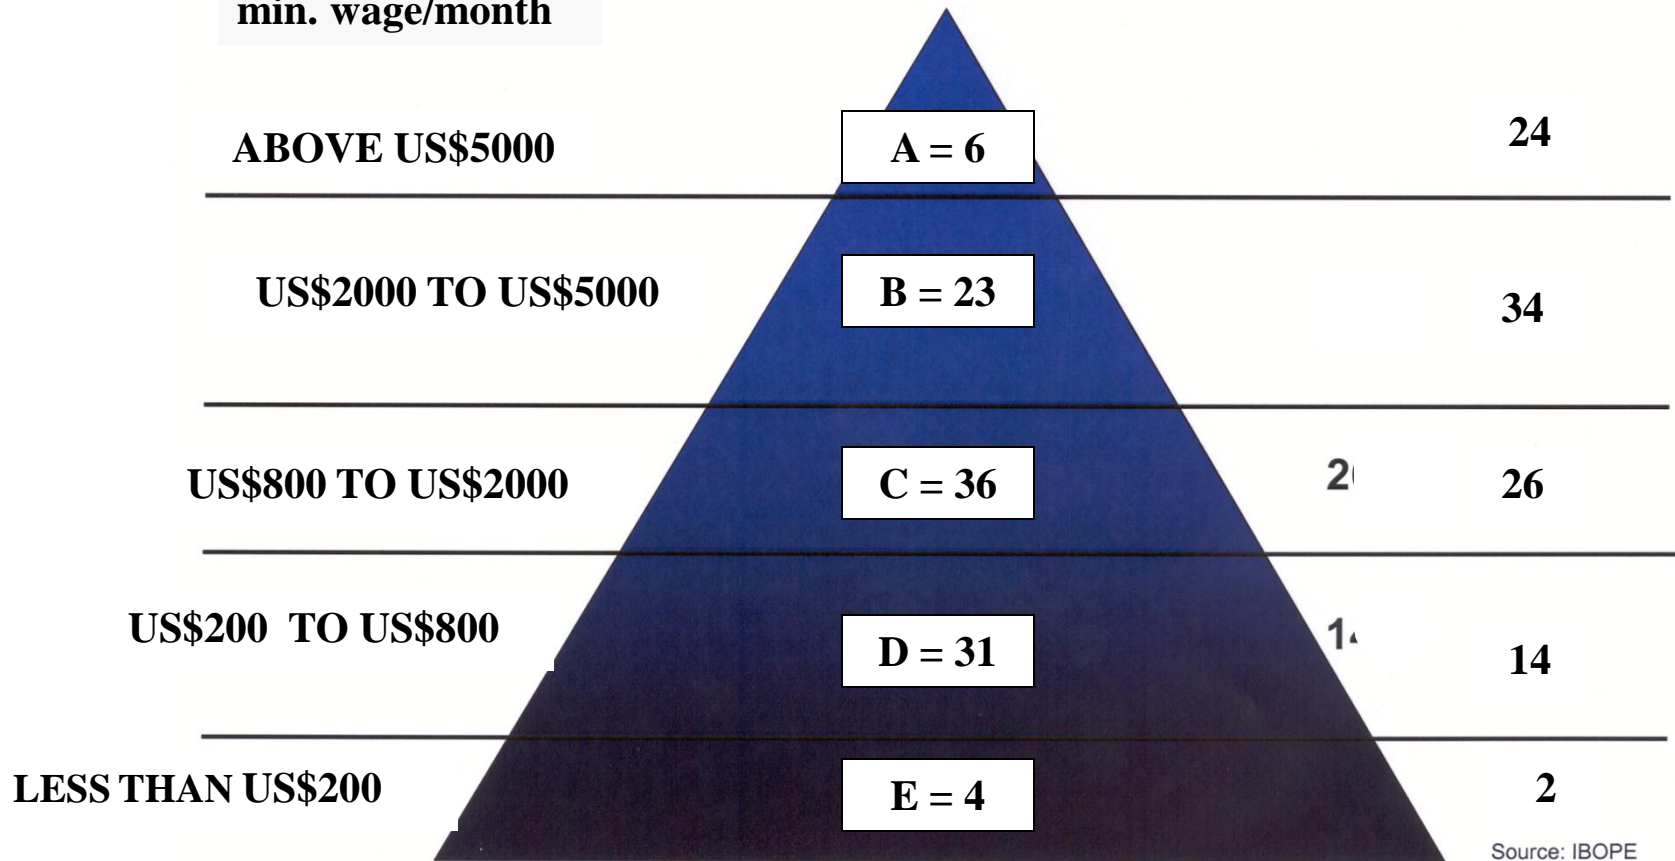 min. wage/month
ABOVE US$5000 A = 6 24
US$2000 TO US$5000 B = 23 34
US$800 TO US$2000 C = 36 26
US$200 TO US$800 D = 31 14
LESS THAN US$200 E = 4 2
Source: IBOPE